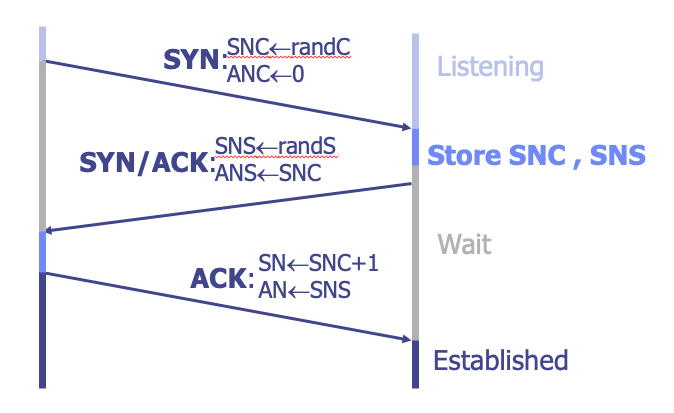 SYN: SNC←randC
ANC←0
Listening
SYN/ACK: SNS←randS
ANS←SNC
Store SNC , SNS
Wait
ACK: SN←SNC+1
AN←SNS
Established